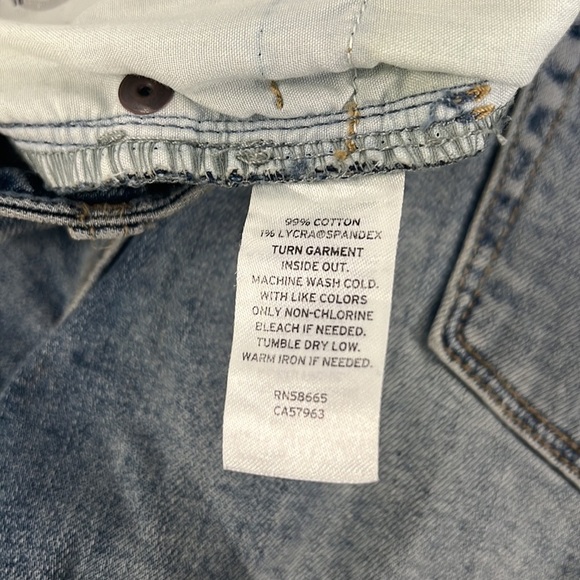 99% COTTON
1% LYCRA®SPANDEX
TURN GARMENT
INSIDE OUT.
MACHINE WASH COLD.
WITH LIKE COLORS
ONLY NON-CHLORINE
BLEACH IF NEEDED.
TUMBLE DRY LOW.
WARM IRON IF NEEDED.
RN58665
CA57963